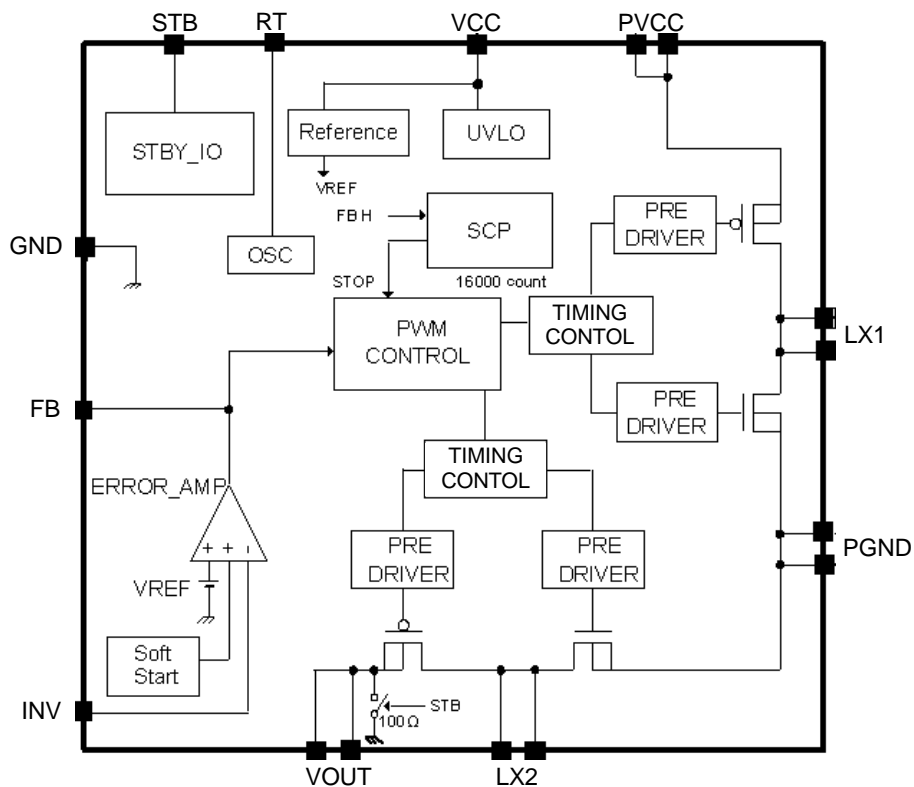 STB
RT
VCC
PVCC
STBY_IO
Reference
UVLO
VREF
FB H
SCP
PRE
DRIVER
GND
OSC
STOP
16000 count
PWM
CONTROL
TIMING
CONTOL
LX1
FB
PRE
DRIVER
TIMING
CONTOL
ERROR_AMP
+ + -
PRE
DRIVER
PRE
DRIVER
PGND
VREF
Soft
Start
INV
STB
100Ω
VOUT
LX2